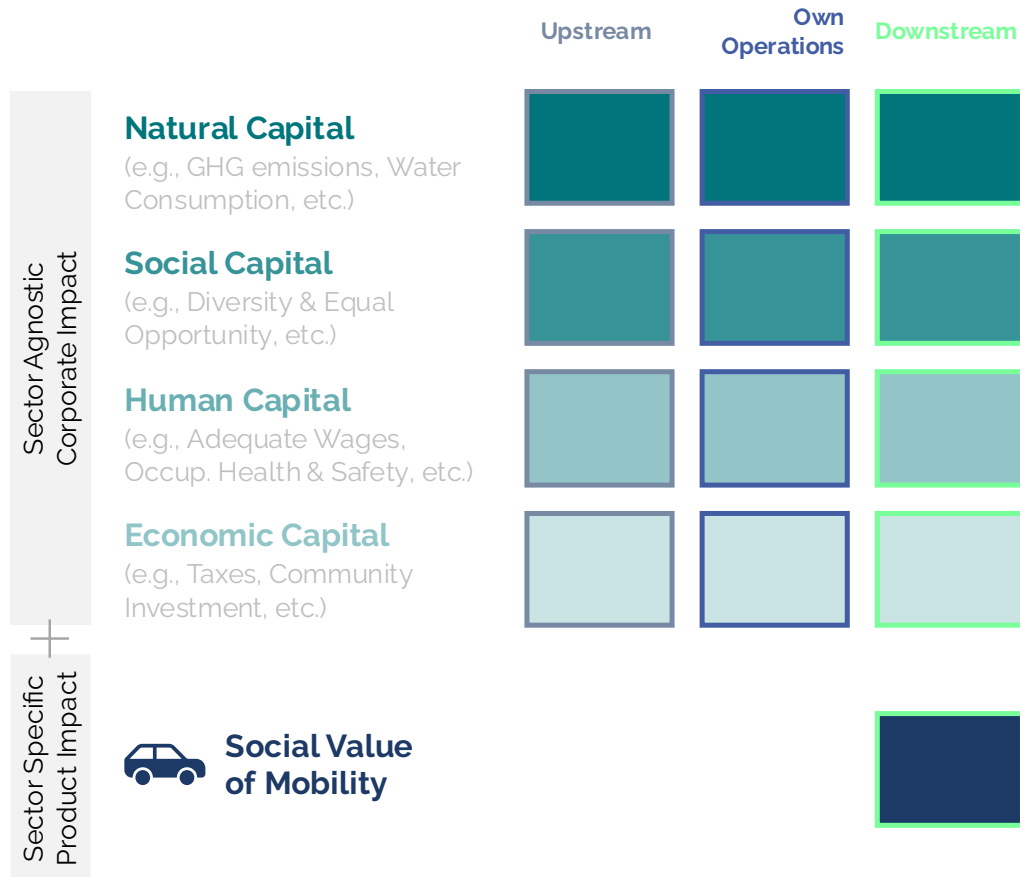 Upstream
Own
Operations
Downstream
Sector Agnostic
Corporate Impact
Natural Capital
(e.g., GHG emissions, Water
Consumption, etc.)
Social Capital
(e.g., Diversity & Equal
Opportunity, etc.)
Human Capital
(e.g., Adequate Wages,
Occup. Health & Safety, etc.)
Economic Capital
(e.g., Taxes, Community
Investment, etc.)
+
Sector Specific
Product Impact
Social Value
of Mobility